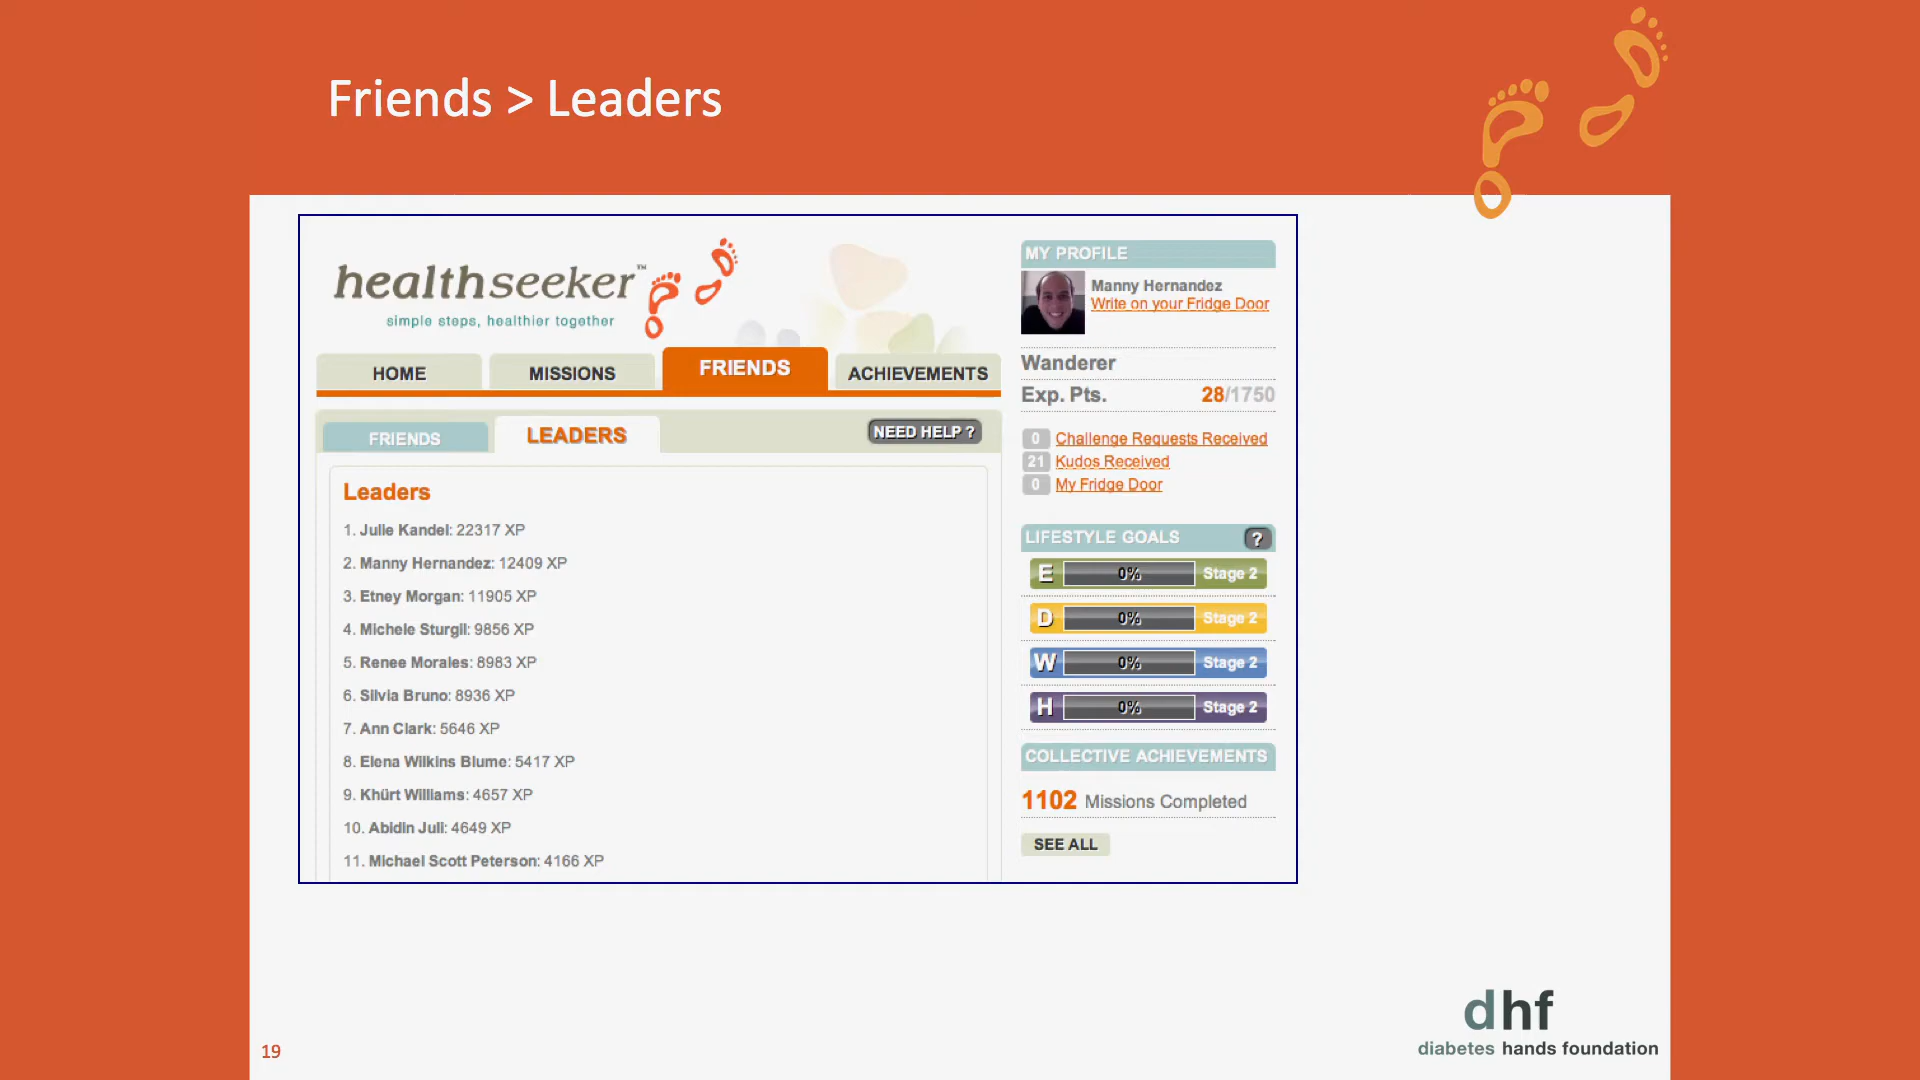 Friends > Leaders
healthseeker™
simple steps, healthier together
HOME
MISSIONS
FRIENDS
ACHIEVEMENTS
FRIENDS
LEADERS
NEED HELP ?
Leaders
1. Julie Kandel: 22317 XP
2. Manny Hernandez: 12409 XP
3. Etney Morgan: 11905 XP
4. Michele Sturgil: 9856 XP
5. Renee Morales: 8983 XP
6. Silvia Bruno: 8936 XP
7. Ann Clark: 5646 XP
8. Elena Wilkins Blume: 5417 XP
9. Khürt Williams: 4657 XP
10. Abidin Juli: 4649 XP
11. Michael Scott Peterson: 4166 XP
MY PROFILE
Manny Hernandez
Write on your Fridge Door
Wanderer
Exp. Pts. 28/1750
0 Challenge Requests Received
21 Kudos Received
0 My Fridge Door
LIFESTYLE GOALS ?
E 0% Stage 2
D 0% Stage 2
W 0% Stage 2
H 0% Stage 2
COLLECTIVE ACHIEVEMENTS
1102 Missions Completed
SEE ALL
19
dhf
diabetes hands foundation